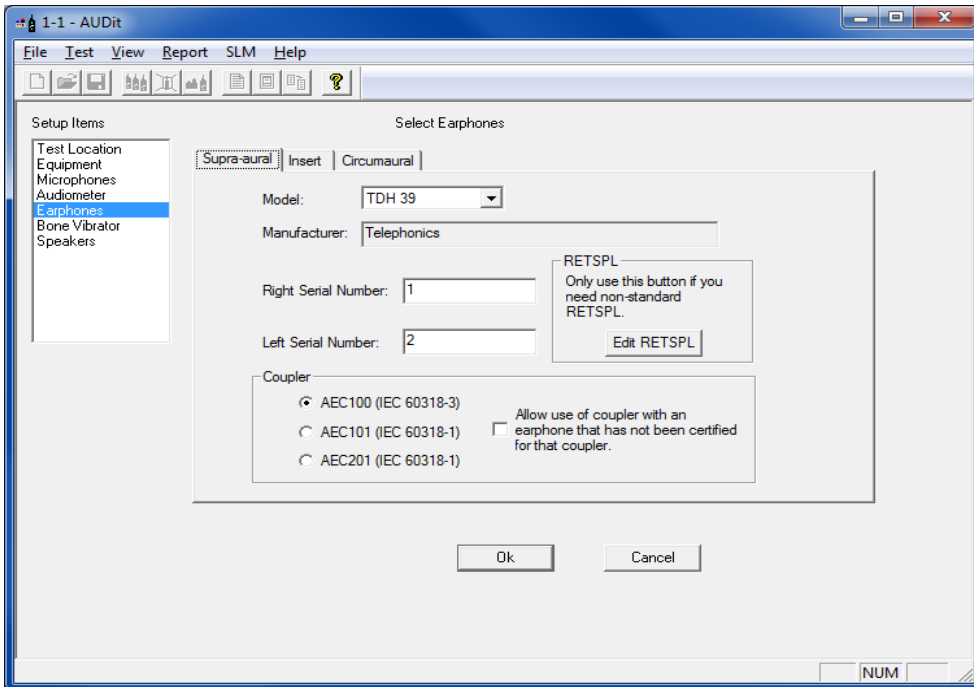 1-1 - AUDit
File Test View Report SLM Help
Setup Items
Select Earphones
Test Location
Equipment
Microphones
Audiometer
Earphones
Bone Vibrator
Speakers
Supra-aural Insert Circumaural
Model: TDH 39
Manufacturer: Telephonics
Right Serial Number: 1
Left Serial Number: 2
RETSPL
Only use this button if you
need non-standard
RETSPL.
Edit RETSPL
Coupler
AEC100 (IEC 60318-3)
AEC101 (IEC 60318-1)
AEC201 (IEC 60318-1)
Allow use of coupler with an
earphone that has not been certified
for that coupler.
Ok Cancel
NUM